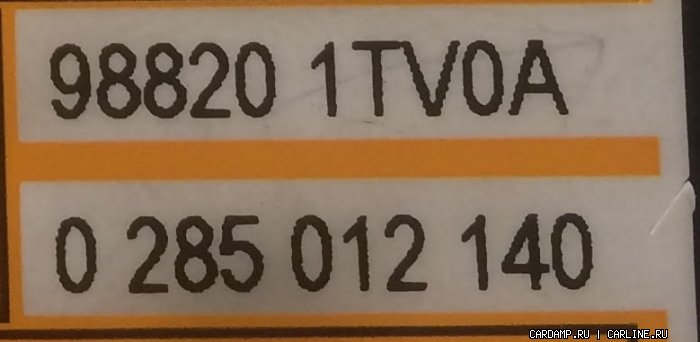 98820 1TV0A
0 285 012 140
CARDAMP.RU | CARLINE.RU